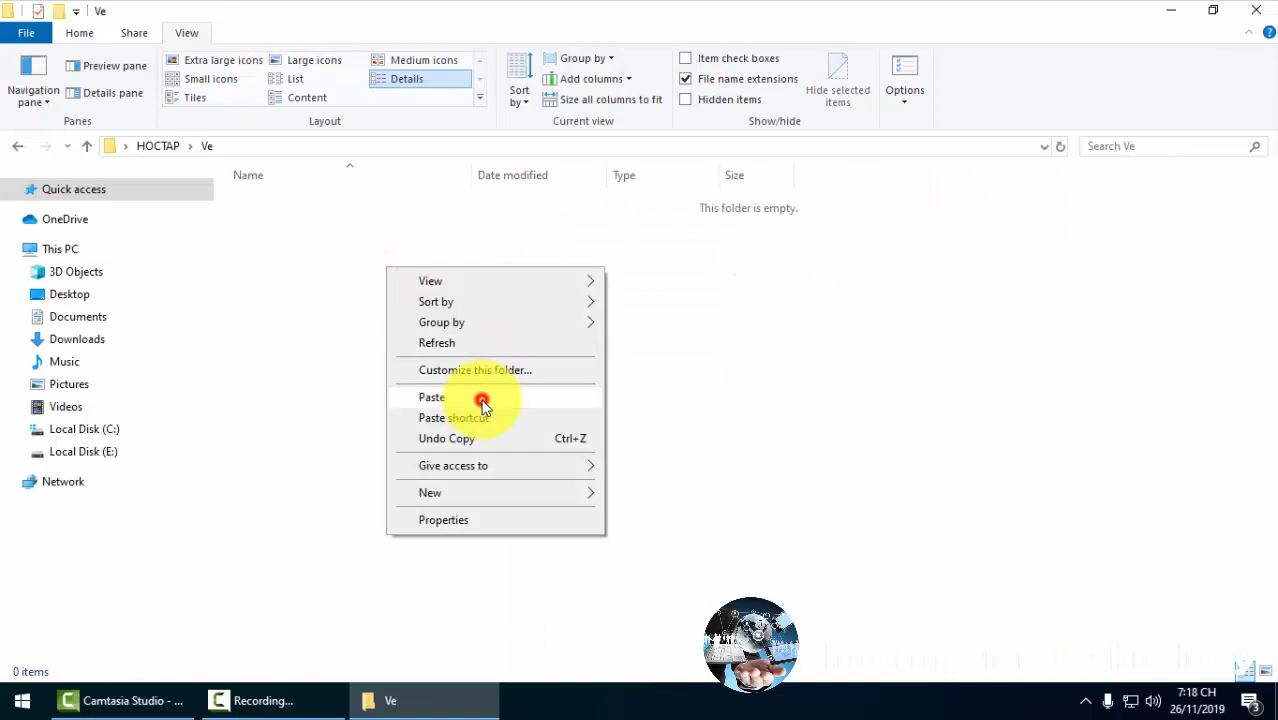 Ve
File Home Share View
Preview pane
Details pane
Navigation pane
Panes
Extra large icons Large icons Medium icons
Small icons List Details
Tiles Content
Layout
Sort by
Group by
Add columns
Size all columns to fit
Current view
Item check boxes
File name extensions
Hidden items
Hide selected items
Show/hide
Options
HOCTAP Ve
Search Ve
Name Date modified Type Size
This folder is empty.
Quick access
OneDrive
This PC
3D Objects
Desktop
Documents
Downloads
Music
Pictures
Videos
Local Disk (C:)
Local Disk (E:)
Network
View
Sort by
Group by
Refresh
Customize this folder...
Paste
Paste shortcut
Undo Copy Ctrl+Z
Give access to
New
Properties
0 items
Camtasia Studio - ...
Recording...
Ve
7:18 CH
26/11/2019
3